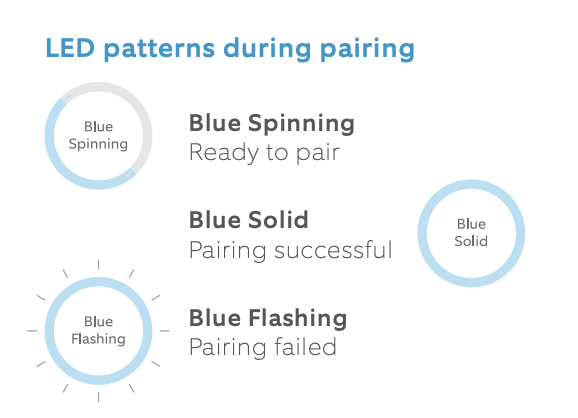 LED patterns during pairing
Blue
Spinning
Blue Spinning
Ready to pair
Blue Solid
Pairing successful
Blue
Solid
Blue
Flashing
Blue Flashing
Pairing failed